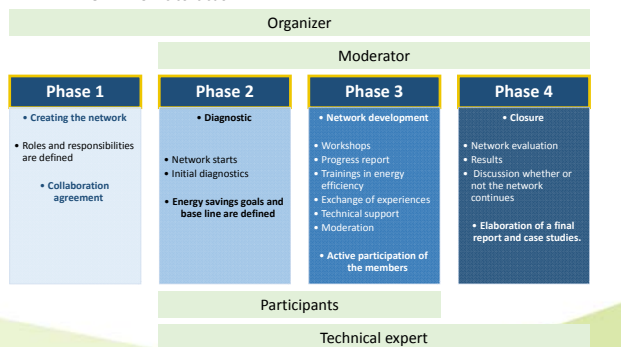 Organizer
Moderator
Phase 1
• Creating the network
• Roles and responsibilities
are defined
• Collaboration
agreement
Phase 2
• Diagnostic
• Network starts
• Initial diagnostics
• Energy savings goals and
base line are defined
Phase 3
• Network development
• Workshops
• Progress report
• Trainings in energy
efficiency
• Exchange of experiences
• Technical support
• Moderation
• Active participation of
the members
Phase 4
• Closure
• Network evaluation
• Results
• Discussion whether or
not the network
continues
• Elaboration of a final
report and case studies.
Participants
Technical expert